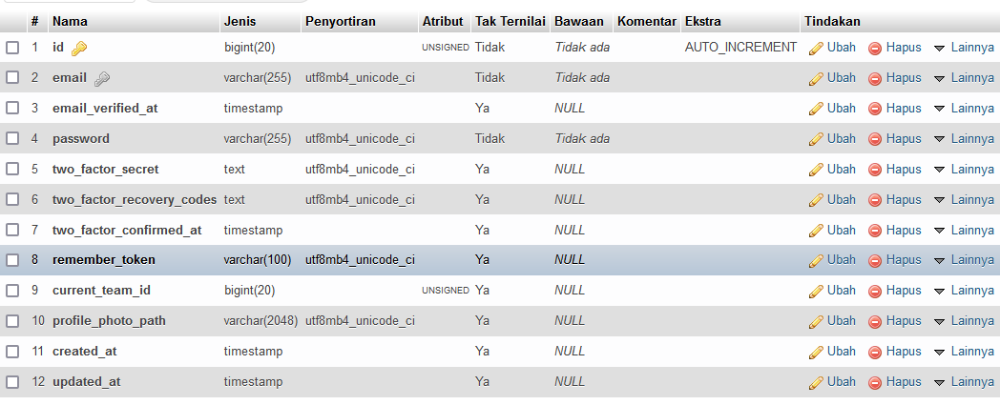 # Nama Jenis Penyortiran Atribut Tak Ternilai Bawaan Komentar Ekstra Tindakan
1 id bigint(20) UNSIGNED Tidak Tidak ada AUTO_INCREMENT Ubah Hapus Lainnya
2 email varchar(255) utf8mb4_unicode_ci Tidak Tidak ada Ubah Hapus Lainnya
3 email_verified_at timestamp Ya NULL Ubah Hapus Lainnya
4 password varchar(255) utf8mb4_unicode_ci Tidak Tidak ada Ubah Hapus Lainnya
5 two_factor_secret text utf8mb4_unicode_ci Ya NULL Ubah Hapus Lainnya
6 two_factor_recovery_codes text utf8mb4_unicode_ci Ya NULL Ubah Hapus Lainnya
7 two_factor_confirmed_at timestamp Ya NULL Ubah Hapus Lainnya
8 remember_token varchar(100) utf8mb4_unicode_ci Ya NULL Ubah Hapus Lainnya
9 current_team_id bigint(20) UNSIGNED Ya NULL Ubah Hapus Lainnya
10 profile_photo_path varchar(2048) utf8mb4_unicode_ci Ya NULL Ubah Hapus Lainnya
11 created_at timestamp Ya NULL Ubah Hapus Lainnya
12 updated_at timestamp Ya NULL Ubah Hapus Lainnya